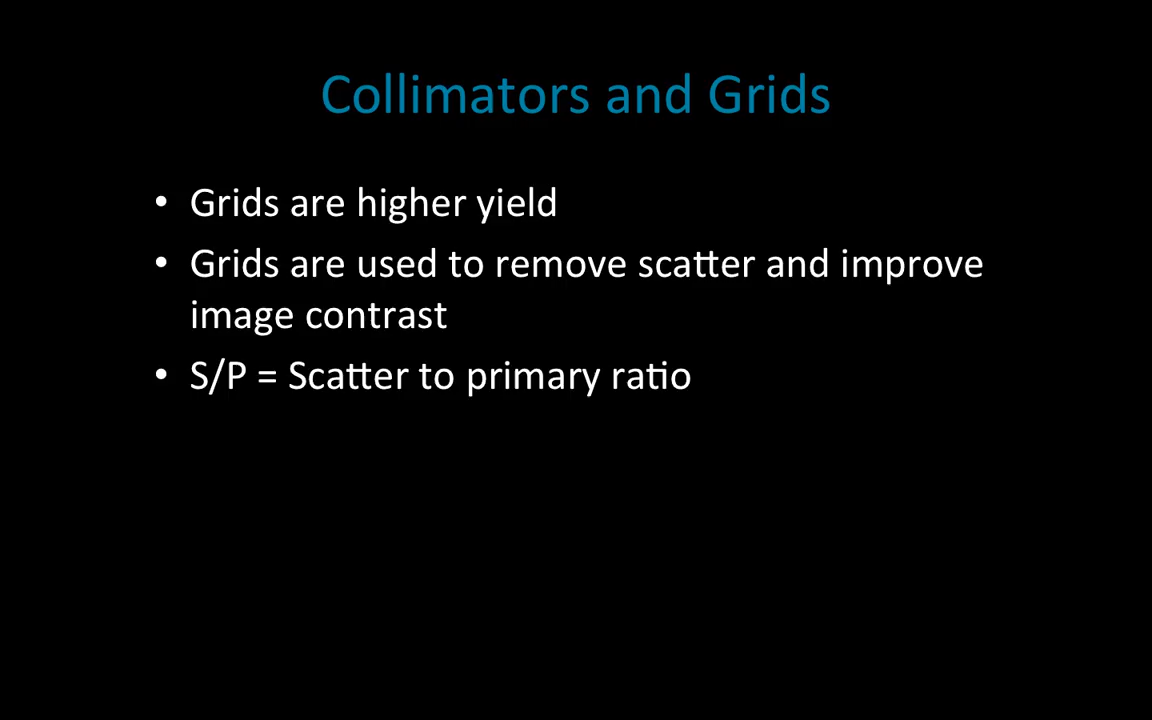 Collimators and Grids
• Grids are higher yield
• Grids are used to remove scatter and improve
image contrast
• S/P = Scatter to primary ratio